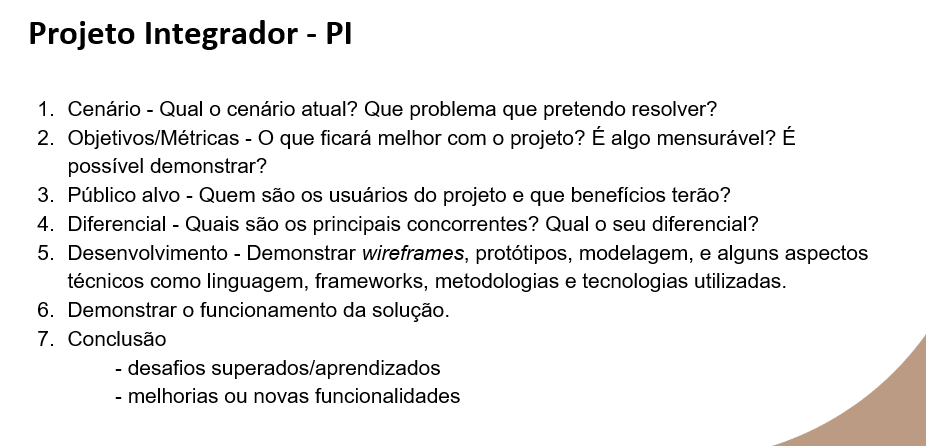 Projeto Integrador - PI
1. Cenário - Qual o cenário atual? Que problema que pretendo resolver?
2. Objetivos/Métricas - O que ficará melhor com o projeto? É algo mensurável? É
possível demonstrar?
3. Público alvo - Quem são os usuários do projeto e que benefícios terão?
4. Diferencial - Quais são os principais concorrentes? Qual o seu diferencial?
5. Desenvolvimento - Demonstrar wireframes, protótipos, modelagem, e alguns aspectos
técnicos como linguagem, frameworks, metodologias e tecnologias utilizadas.
6. Demonstrar o funcionamento da solução.
7. Conclusão
- desafios superados/aprendizados
- melhorias ou novas funcionalidades